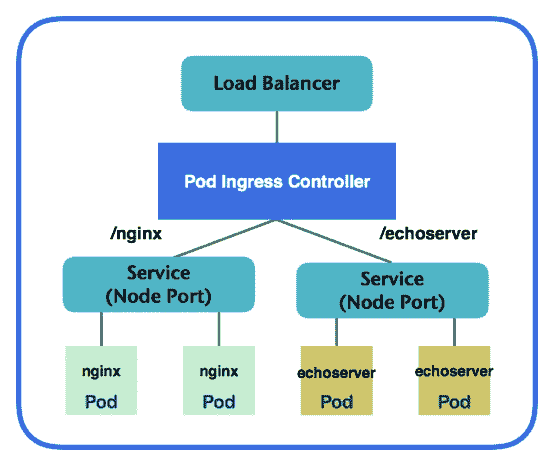 Load Balancer
Pod Ingress Controller
/nginx
/echoserver
Service
(Node Port)
Service
(Node Port)
nginx
Pod
nginx
Pod
echoserver
Pod
echoserver
Pod